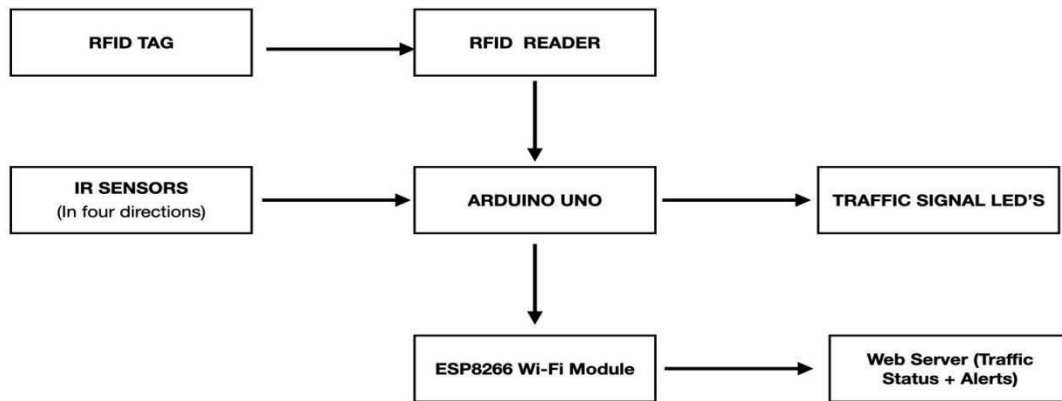 RFID TAG
RFID READER
IR SENSORS
(In four directions)
ARDUINO UNO
TRAFFIC SIGNAL LED'S
ESP8266 Wi-Fi Module
Web Server (Traffic
Status + Alerts)